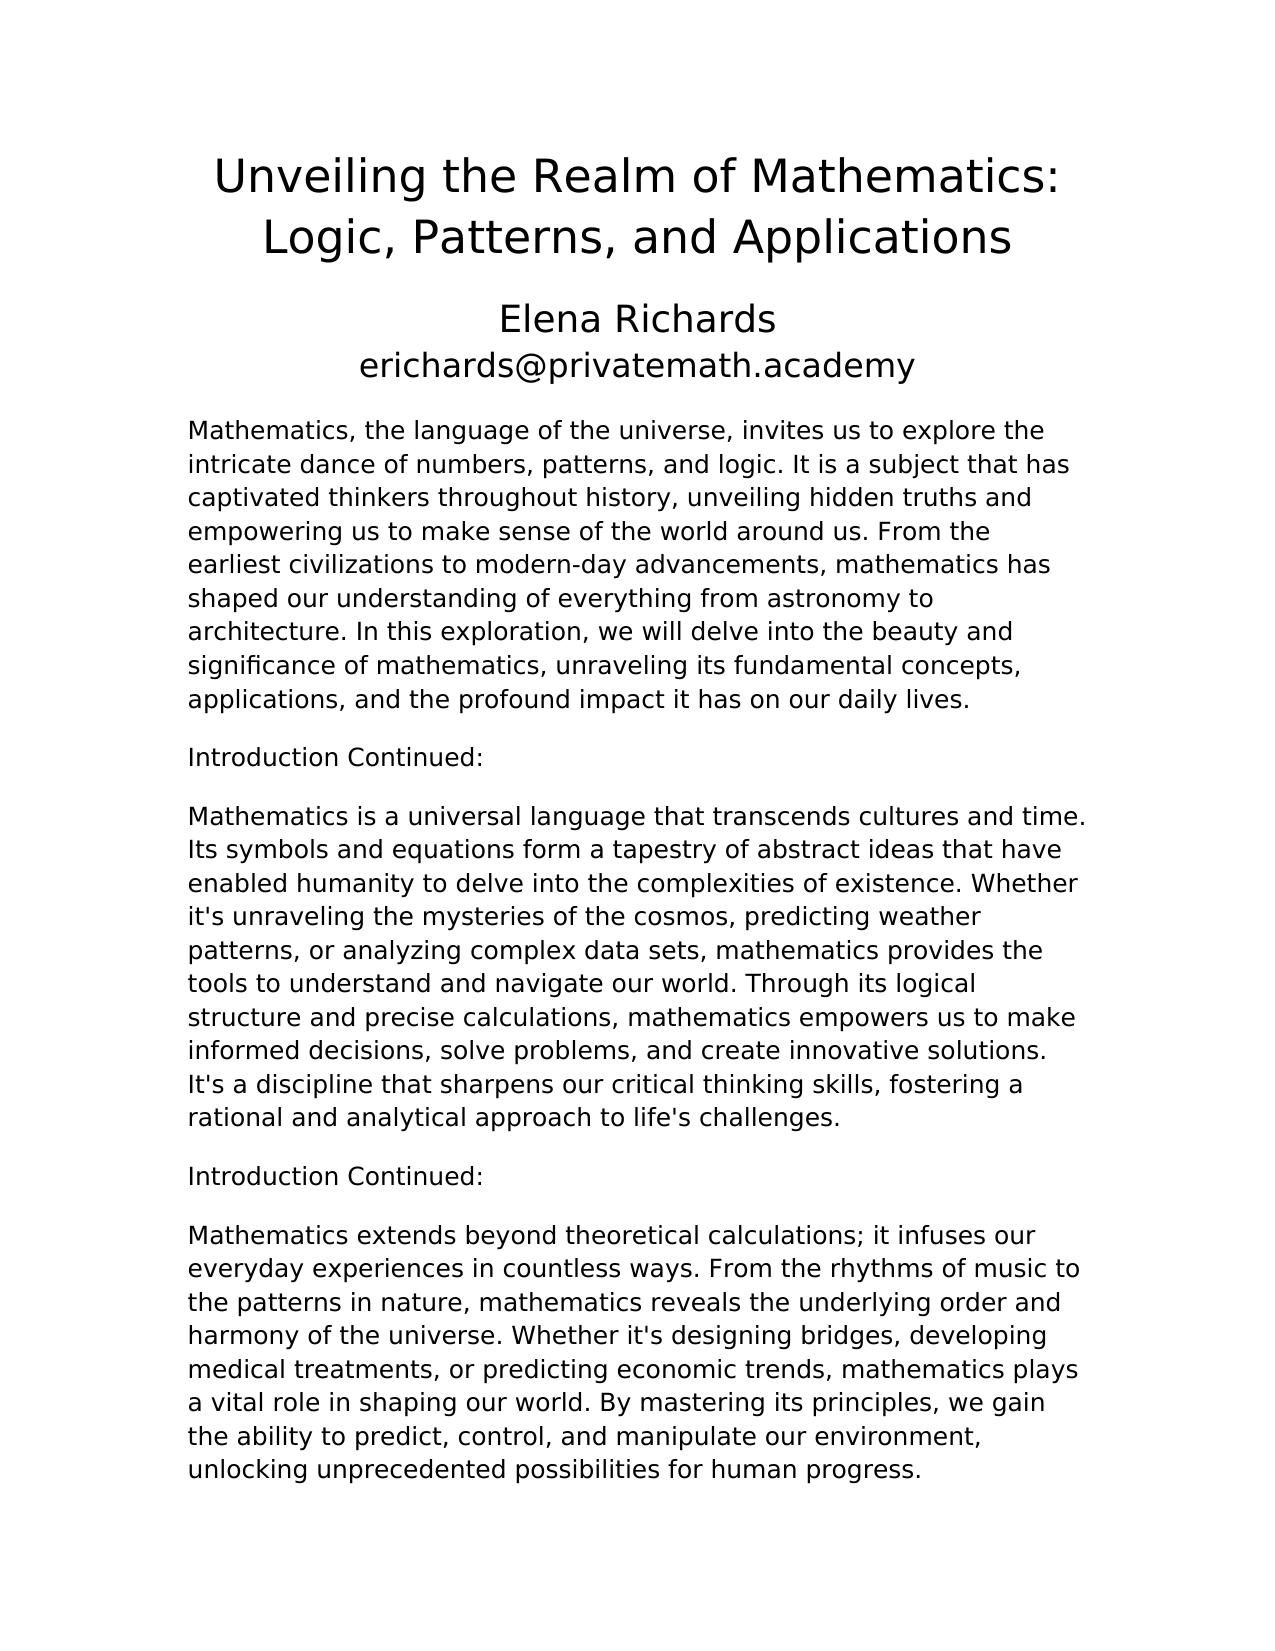 Unveiling the Realm of Mathematics:
Logic, Patterns, and Applications
Elena Richards
erichards@privatemath.academy
Mathematics, the language of the universe, invites us to explore the
intricate dance of numbers, patterns, and logic. It is a subject that has
captivated thinkers throughout history, unveiling hidden truths and
empowering us to make sense of the world around us. From the
earliest civilizations to modern-day advancements, mathematics has
shaped our understanding of everything from astronomy to
architecture. In this exploration, we will delve into the beauty and
significance of mathematics, unraveling its fundamental concepts,
applications, and the profound impact it has on our daily lives.
Introduction Continued:
Mathematics is a universal language that transcends cultures and time.
Its symbols and equations form a tapestry of abstract ideas that have
enabled humanity to delve into the complexities of existence. Whether
it's unraveling the mysteries of the cosmos, predicting weather
patterns, or analyzing complex data sets, mathematics provides the
tools to understand and navigate our world. Through its logical
structure and precise calculations, mathematics empowers us to make
informed decisions, solve problems, and create innovative solutions.
It's a discipline that sharpens our critical thinking skills, fostering a
rational and analytical approach to life's challenges.
Introduction Continued:
Mathematics extends beyond theoretical calculations; it infuses our
everyday experiences in countless ways. From the rhythms of music to
the patterns in nature, mathematics reveals the underlying order and
harmony of the universe. Whether it's designing bridges, developing
medical treatments, or predicting economic trends, mathematics plays
a vital role in shaping our world. By mastering its principles, we gain
the ability to predict, control, and manipulate our environment,
unlocking unprecedented possibilities for human progress.